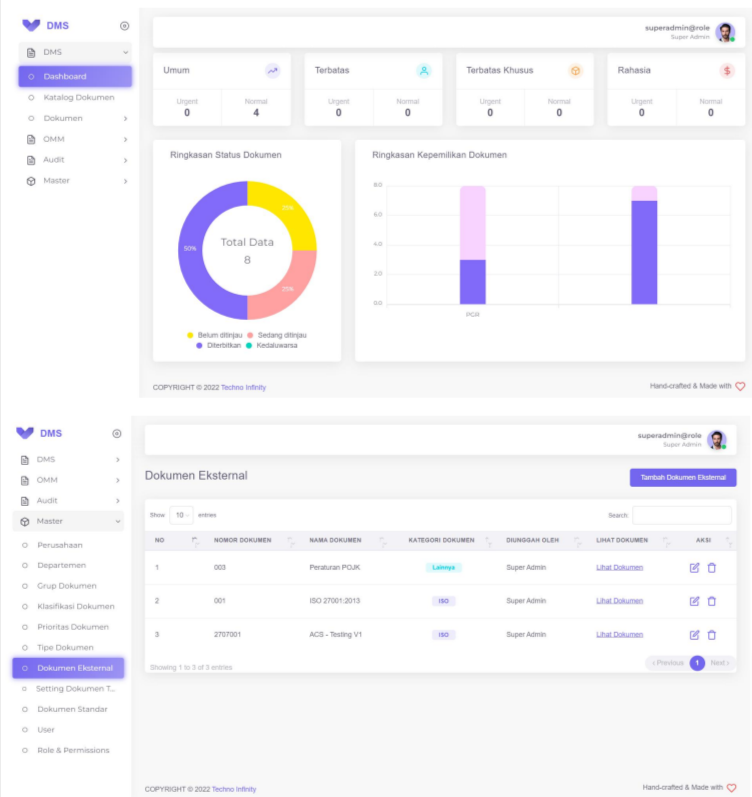 DMS
superadmin@role
Super Admin
DMS
Dashboard
Katalog Dokumen
Dokumen
OMM
Audit
Master
Umum
Terbatas
Terbatas Khusus
Rahasia
Urgent Normal Urgent Normal Urgent Normal Urgent Normal
0 4 0 0 0 0 0 0
Ringkasan Status Dokumen
25%
50%
25%
Total Data
8
Belum ditinjau Sedang ditinjau
Diterbitkan Kedaluwarsa
Ringkasan Kepemilikan Dokumen
8.0
6.0
4.0
2.0
0.0
PGR
COPYRIGHT © 2022 Techno Infinity
Hand-crafted & Made with
DMS
superadmin@role
Super Admin
DMS
OMM
Audit
Master
Perusahaan
Departemen
Grup Dokumen
Klasifikasi Dokumen
Prioritas Dokumen
Tipe Dokumen
Dokumen Eksternal
Setting Dokumen T...
Dokumen Standar
User
Role & Permissions
Dokumen Eksternal
Tambah Dokumen Eksternal
Show 10 entries
Search:
NO NOMOR DOKUMEN NAMA DOKUMEN KATEGORI DOKUMEN DIUNGGAH OLEH LIHAT DOKUMEN AKSI
1 003 Peraturan POJK Lainnya Super Admin Lihat Dokumen
2 001 ISO 27001:2013 ISO Super Admin Lihat Dokumen
3 2707001 ACS - Testing V1 ISO Super Admin Lihat Dokumen
Showing 1 to 3 of 3 entries
‹ Previous 1 Next ›
COPYRIGHT © 2022 Techno Infinity
Hand-crafted & Made with